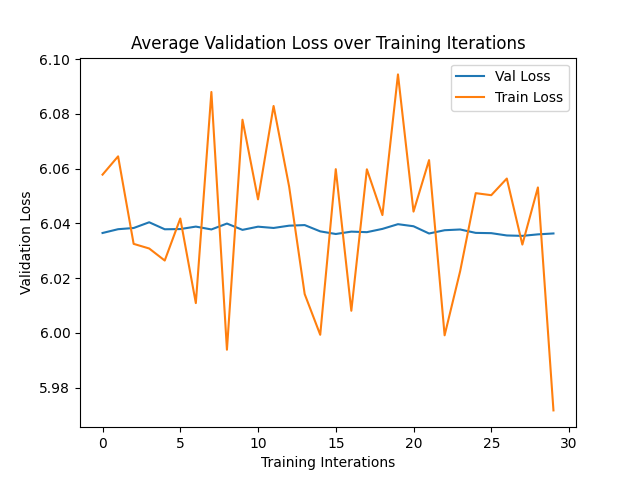 Average Validation Loss over Training Iterations
Val Loss
Train Loss
Validation Loss
6.10
6.08
6.06
6.04
6.02
6.00
5.98
0 5 10 15 20 25 30
Training Interations